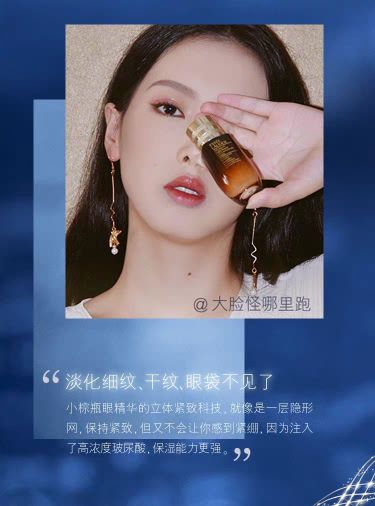 @大脸怪哪里跑
“淡化细纹、干纹,眼袋不见了
小棕瓶眼精华的立体紧致科技，就像是一层隐形
网，保持紧致，但又不会让你感到紧绷，因为注入
了高浓度玻尿酸，保湿能力更强。”